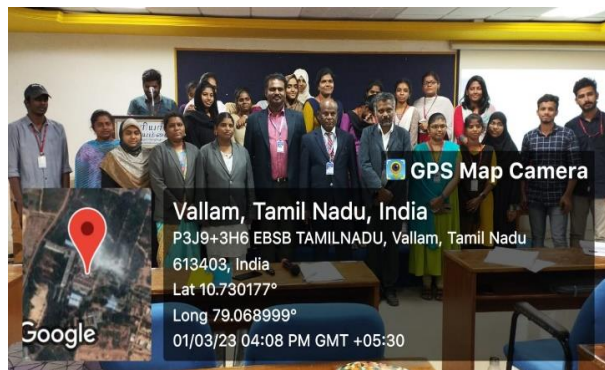 GPS Map Camera
Vallam, Tamil Nadu, India
P3J9+3H6 EBSB TAMILNADU, Vallam, Tamil Nadu
613403, India
Lat 10.730177°
Long 79.068999°
01/03/23 04:08 PM GMT +05:30
Google